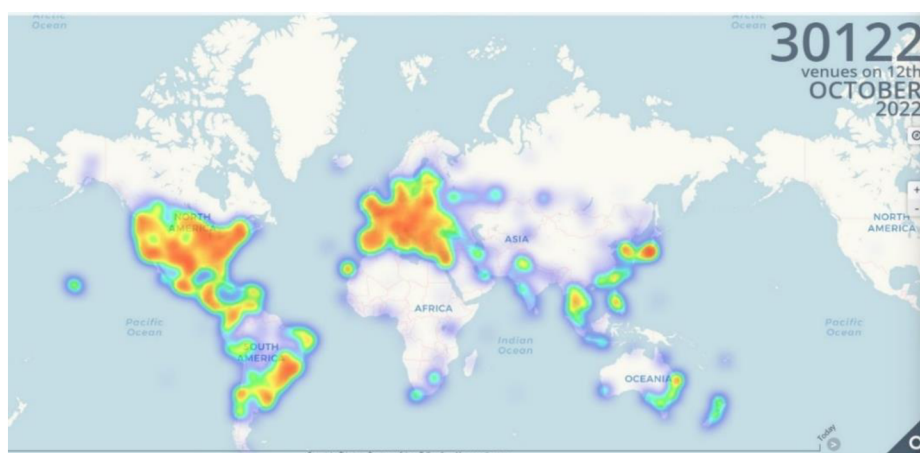 Arctic
Ocean
Arctic
Ocean
30122
venues on 12th
OCTOBER
2022
+
-
NORTH
AMERICA
NORTH
AMERICA
ASIA
AFRICA
Pacific
Ocean
Pacific
Ocean
Indian
Ocean
SOUTH
AMERICA
OCEANIA
Today